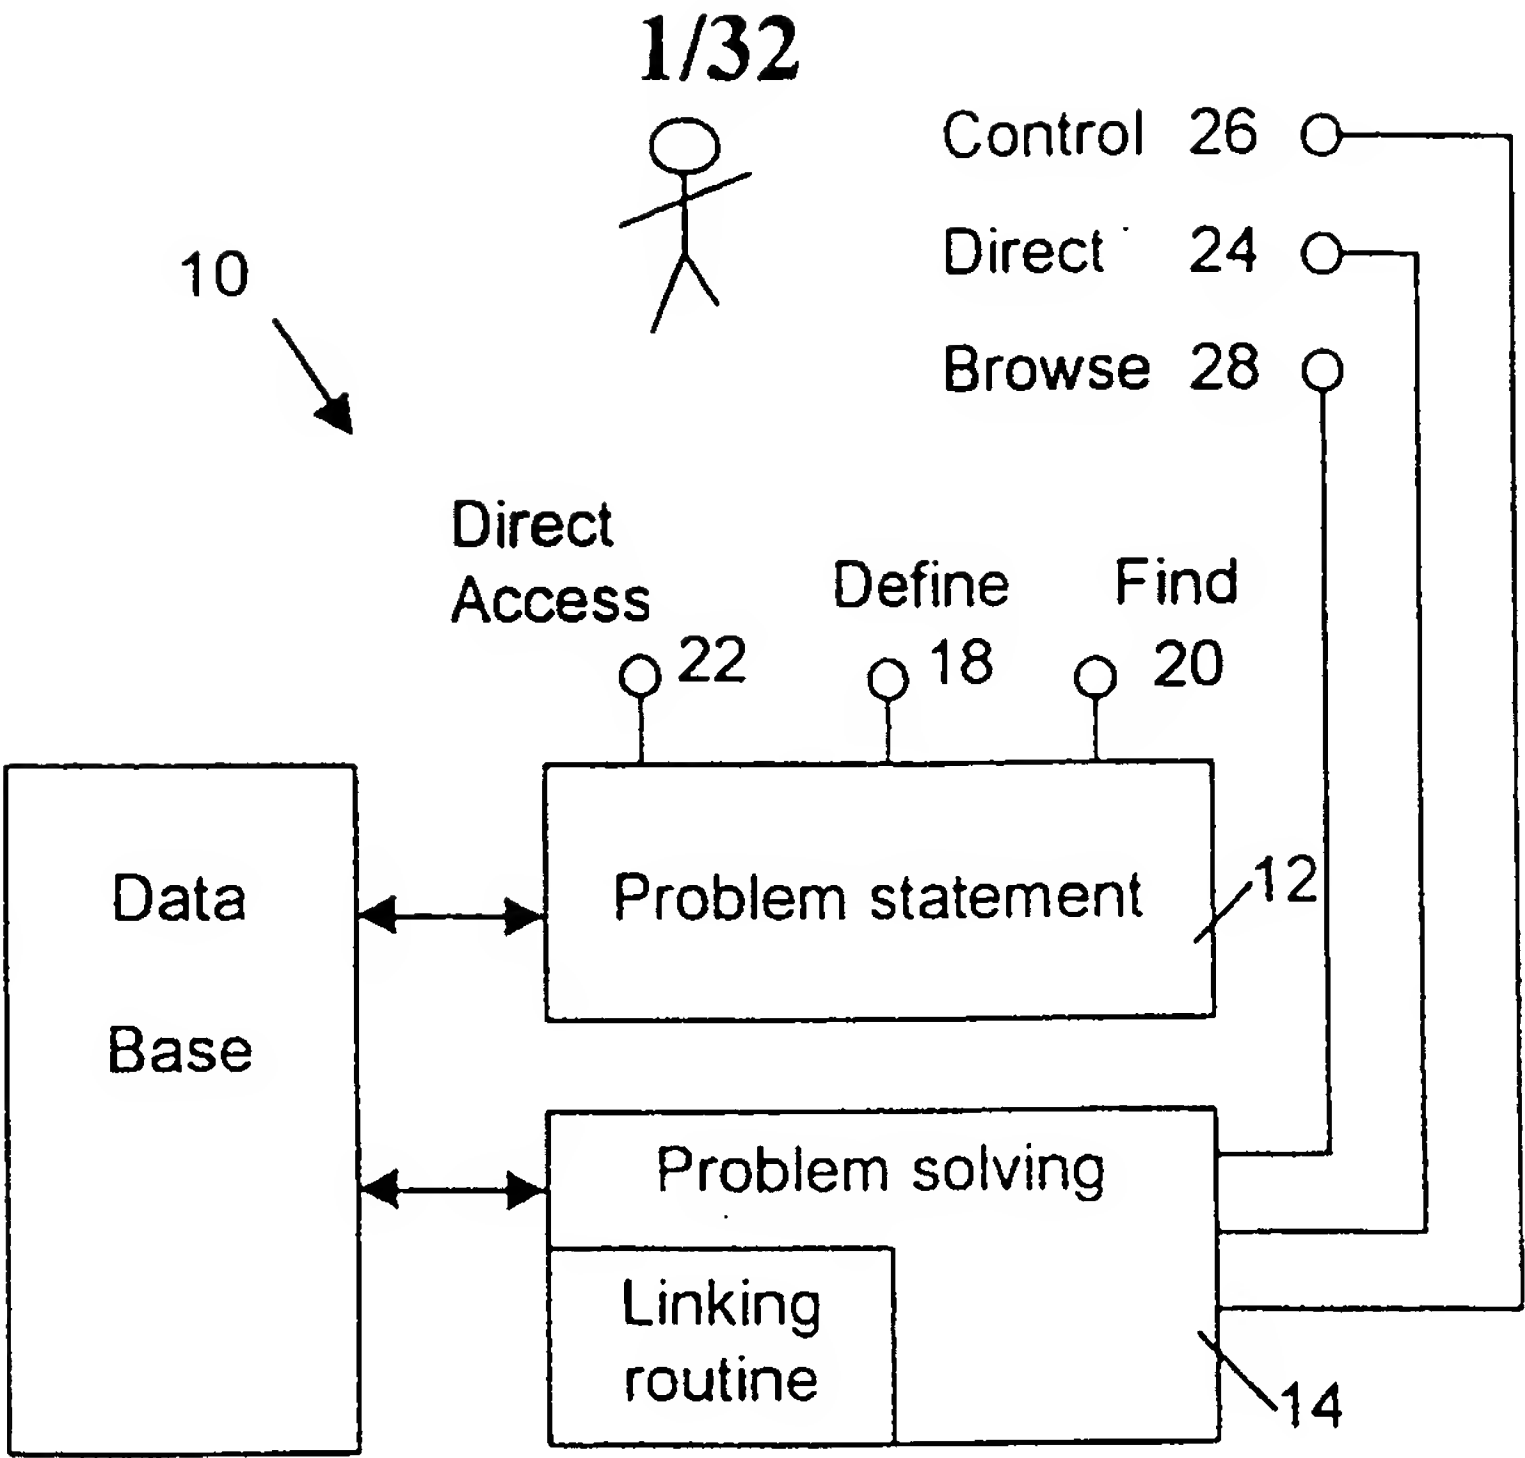 1/32
Control 26
Direct 24
Browse 28
10
Direct
Access
22
Define
18
Find
20
Data
Base
Problem statement
12
Problem solving
Linking
routine
14